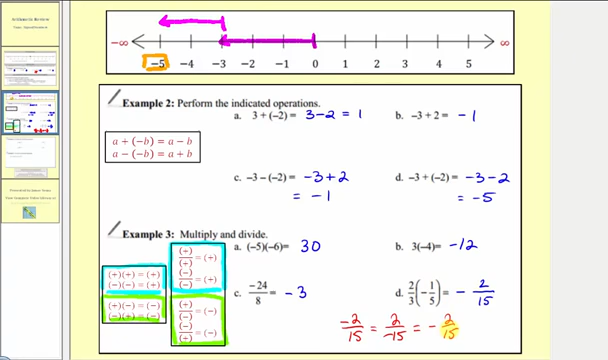 −∞ −5 −4 −3 −2 −1 0 1 2 3 4 5 ∞
Example 2: Perform the indicated operations.
a. 3 + (−2) = 3 − 2 = 1
b. −3 + 2 = −1
a + (−b) = a − b
a − (−b) = a + b
c. −3 − (−2) = −3 + 2
= −1
d. −3 + (−2) = −3 − 2
= −5
Example 3: Multiply and divide.
a. (−5)(−6)= 30
b. 3(−4)= −12
(+)(+) = (+)
(−)(−) = (+)
(+)/(+) = (+)
(−)/(−) = (+)
(+)(−) = (−)
(−)(+) = (−)
(+)/(−) = (−)
(−)/(+) = (−)
c. −24/8 = −3
d. 2/3(−1/5) = − 2/15
−2/15 = 2/−15 = − 2/15